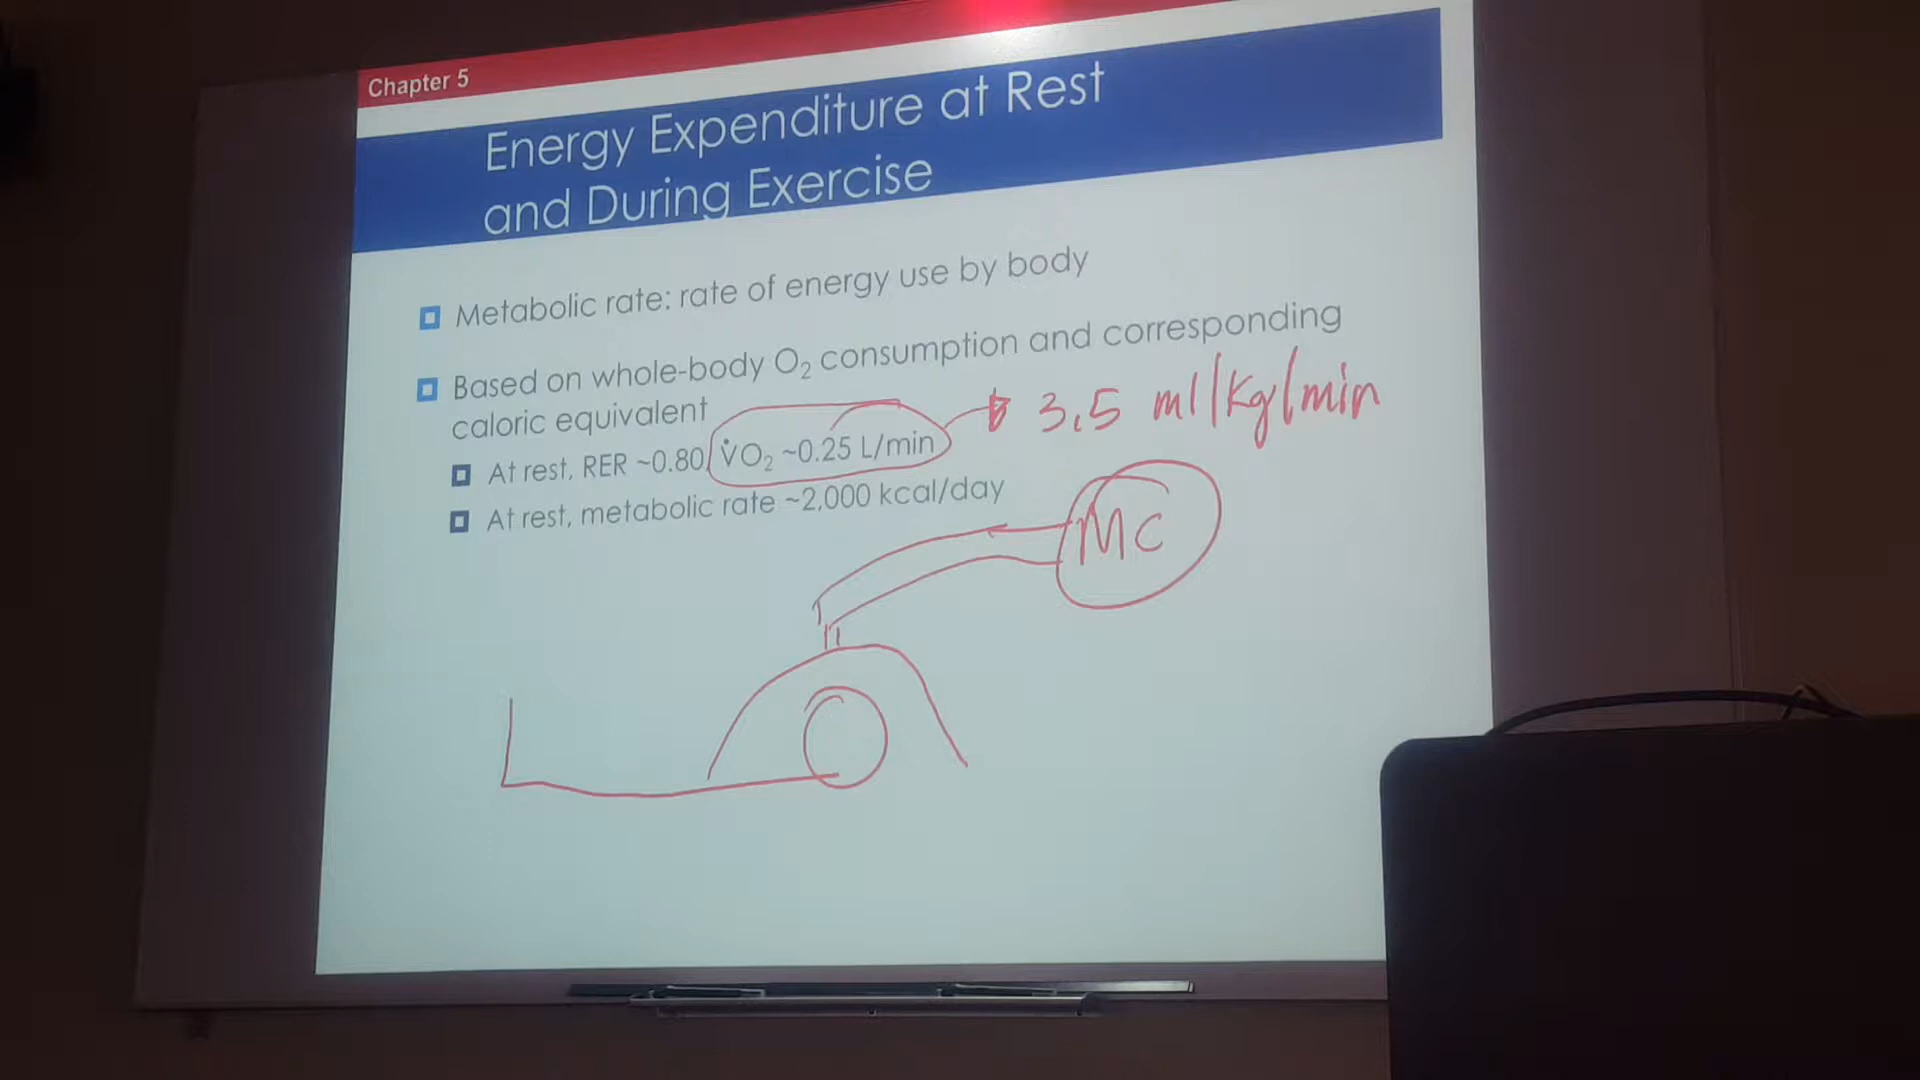 Chapter 5
Energy Expenditure at Rest
and During Exercise
Metabolic rate: rate of energy use by body
Based on whole-body O₂ consumption and corresponding
caloric equivalent
3,5 ml/Kg/min
At rest, RER ~0.80, V̇O₂ ~0.25 L/min
At rest, metabolic rate ~2,000 kcal/day
MC